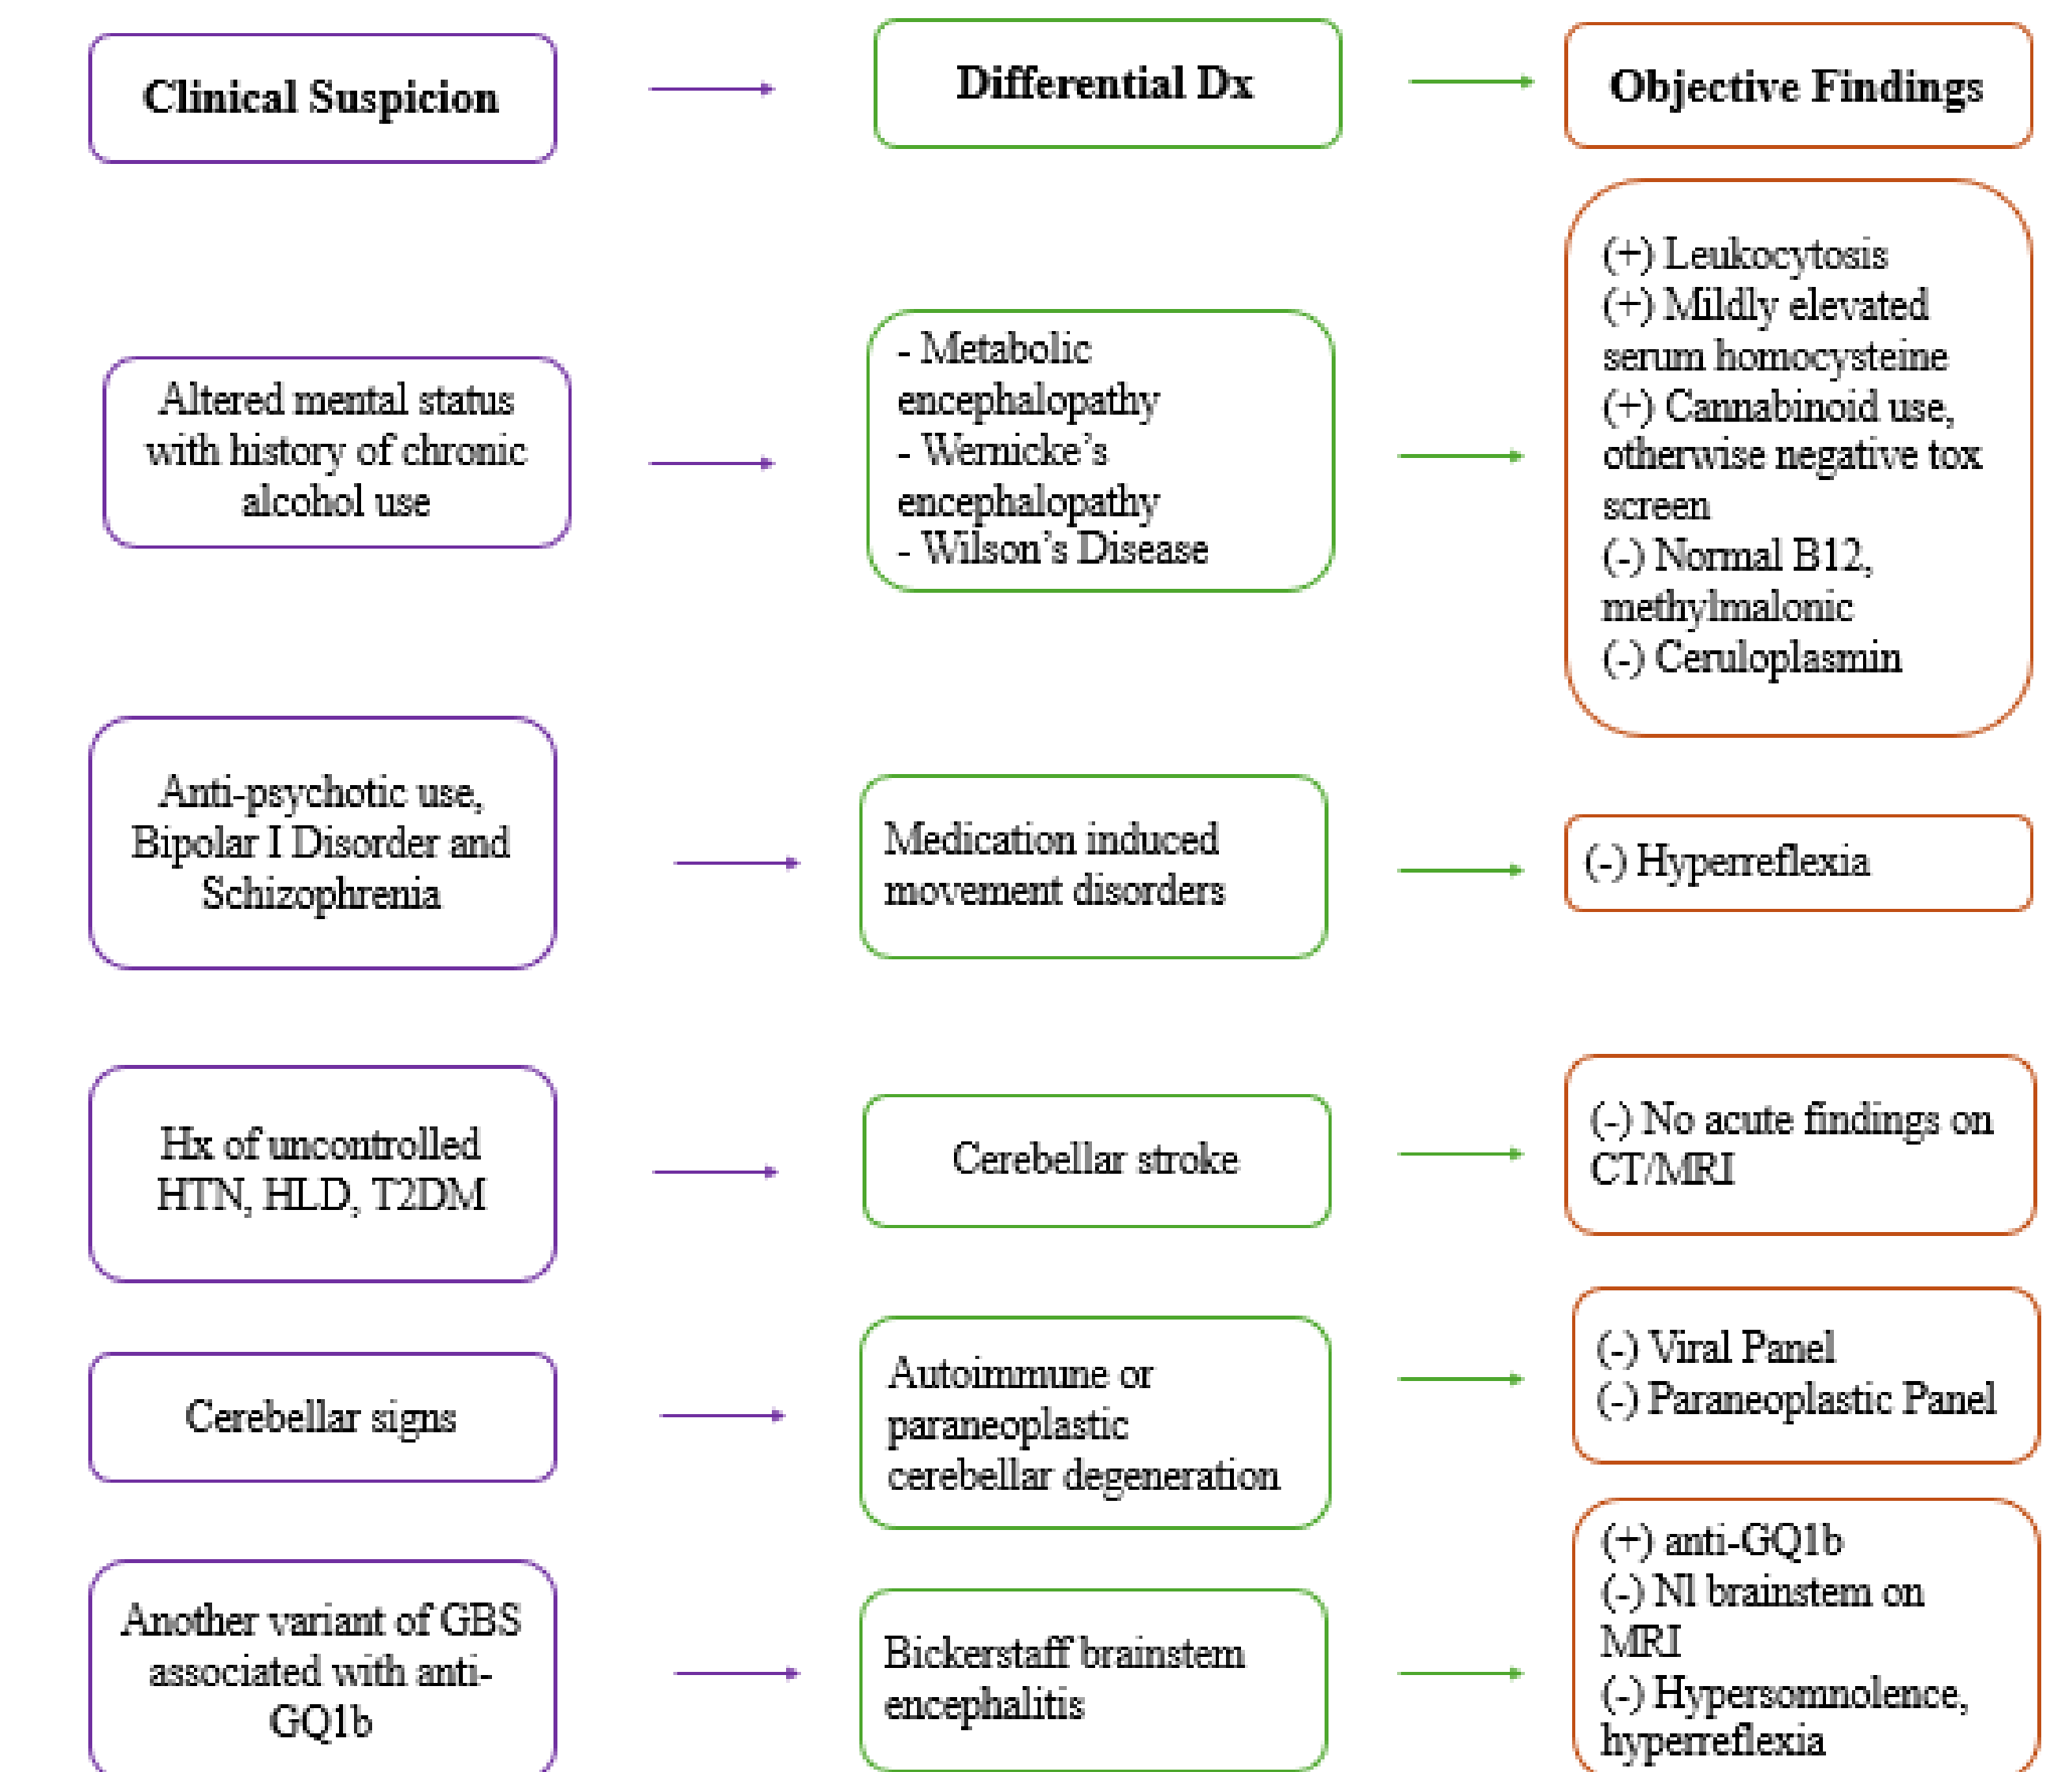 Clinical Suspicion
Differential Dx
Objective Findings
Altered mental status
with history of chronic
alcohol use
- Metabolic
encephalopathy
- Wernicke's
encephalopathy
- Wilson's Disease
(+) Leukocytosis
(+) Mildly elevated
serum homocysteine
(+) Cannabinoid use,
otherwise negative tox
screen
(-) Normal B12,
methylmalonic
(-) Ceruloplasmin
Anti-psychotic use,
Bipolar I Disorder and
Schizophrenia
Medication induced
movement disorders
(-) Hyperreflexia
Hx of uncontrolled
HTN, HLD, T2DM
Cerebellar stroke
(-) No acute findings on
CT/MRI
Cerebellar signs
Autoimmune or
paraneoplastic
cerebellar degeneration
(-) Viral Panel
(-) Paraneoplastic Panel
Another variant of GBS
associated with anti-
GQ1b
Bickerstaff brainstem
encephalitis
(+) anti-GQ1b
(-) Nl brainstem on
MRI
(-) Hypersomnolence,
hyperreflexia